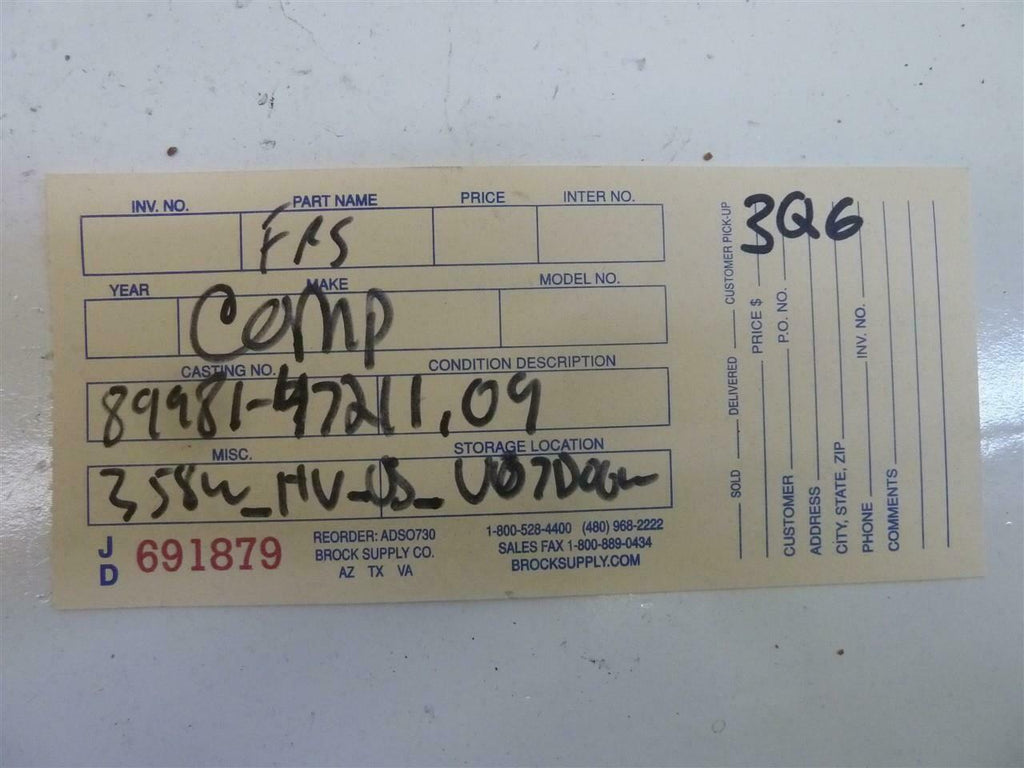 INV. NO. PART NAME PRICE INTER NO.
YEAR MAKE MODEL NO.
Comp
CASTING NO. CONDITION DESCRIPTION
89981-47211,09
MISC. STORAGE LOCATION
JD 691879
REORDER: ADSO730
BROCK SUPPLY CO.
AZ TX VA
1-800-528-4400 (480) 968-2222
SALES FAX 1-800-889-0434
BROCKSUPPLY.COM
3Q6
SOLD DELIVERED CUSTOMER PICK-UP
PRICE $
CUSTOMER P.O. NO.
ADDRESS
CITY, STATE, ZIP
PHONE INV. NO.
COMMENTS